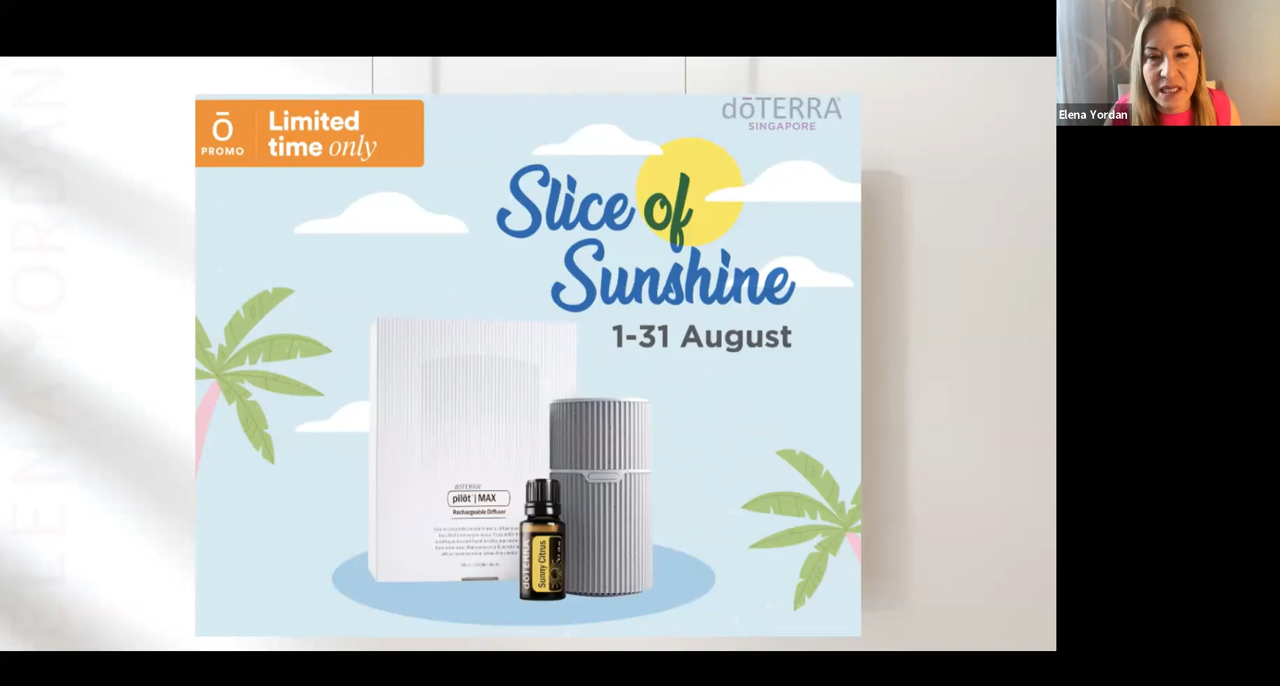 Ō
PROMO
Limited
time only
dōTERRA
SINGAPORE
Slice of
Sunshine
1-31 August
dōTERRA
pilōt | MAX
Rechargeable Diffuser
dōTERRA
Sunny Citrus
Elena Yordan